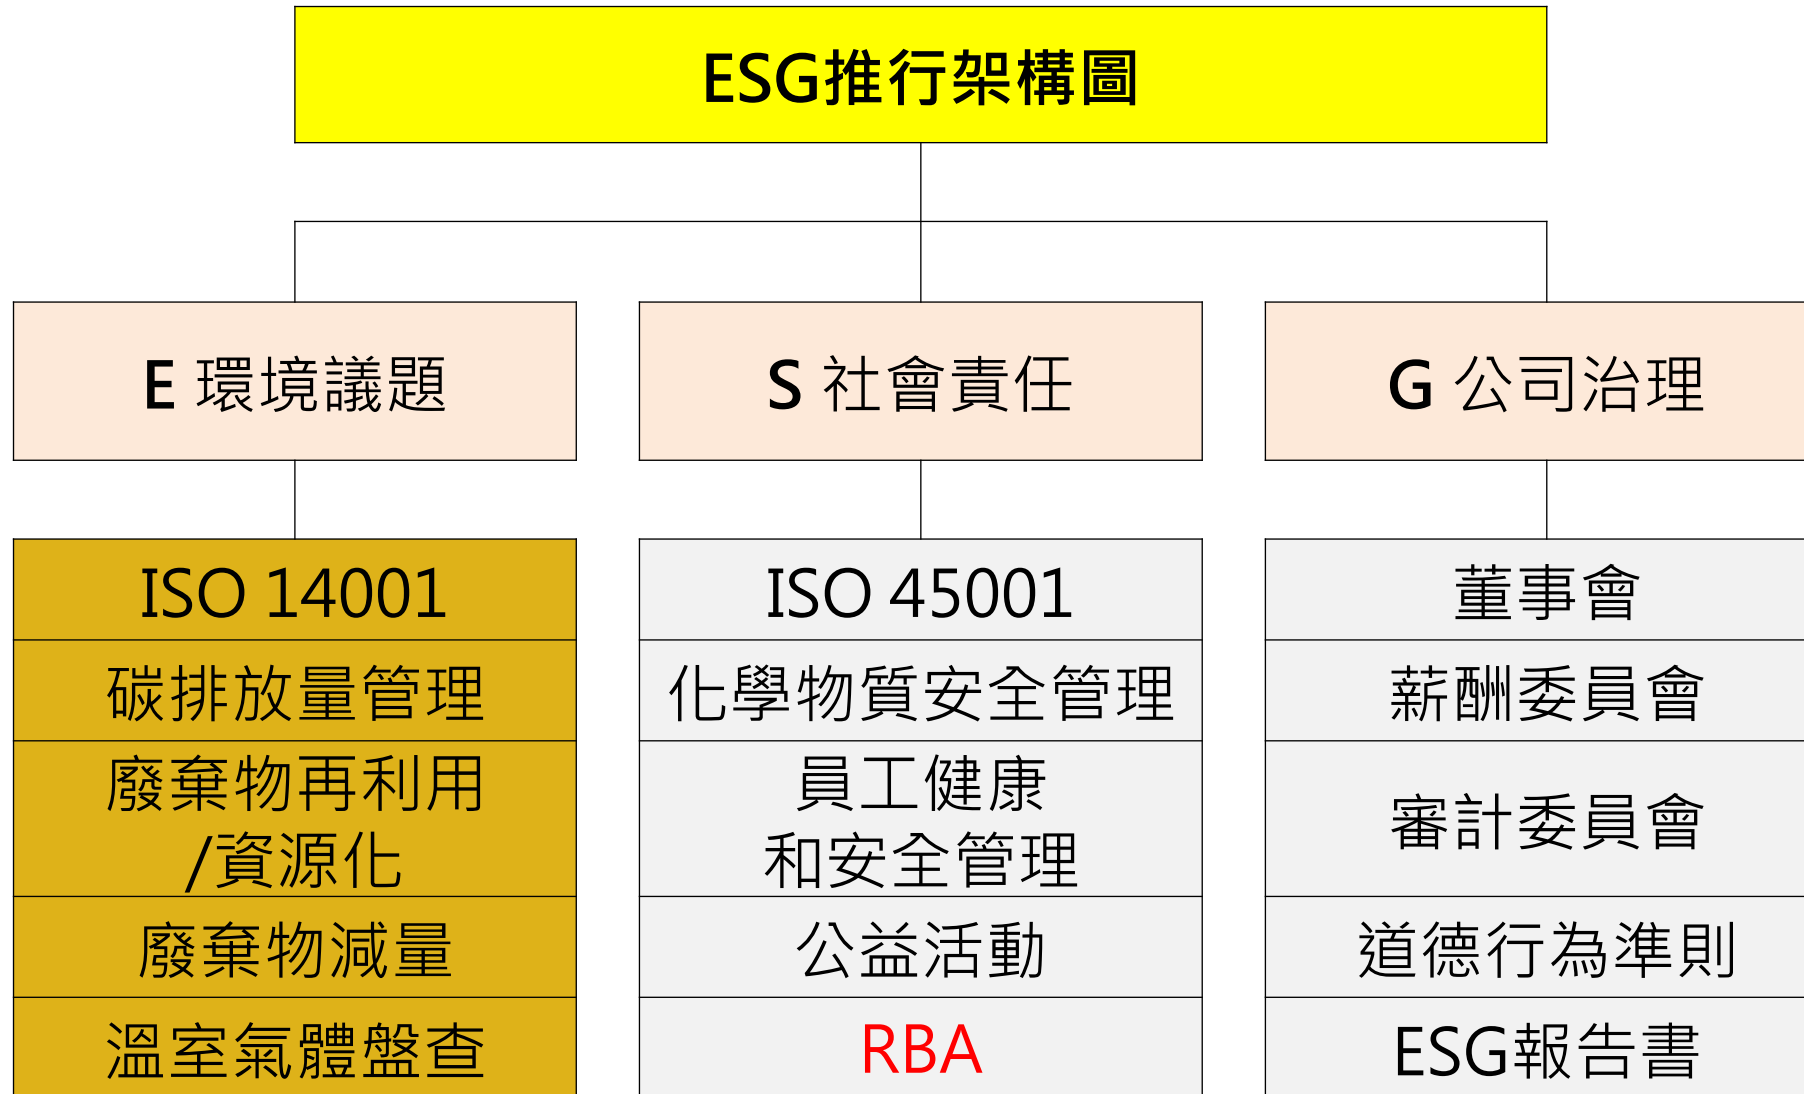 ESG推行架構圖
E 環境議題
S 社會責任
G 公司治理
ISO 14001
碳排放量管理
廢棄物再利用
/資源化
廢棄物減量
溫室氣體盤查
ISO 45001
化學物質安全管理
員工健康
和安全管理
公益活動
RBA
董事會
薪酬委員會
審計委員會
道德行為準則
ESG報告書